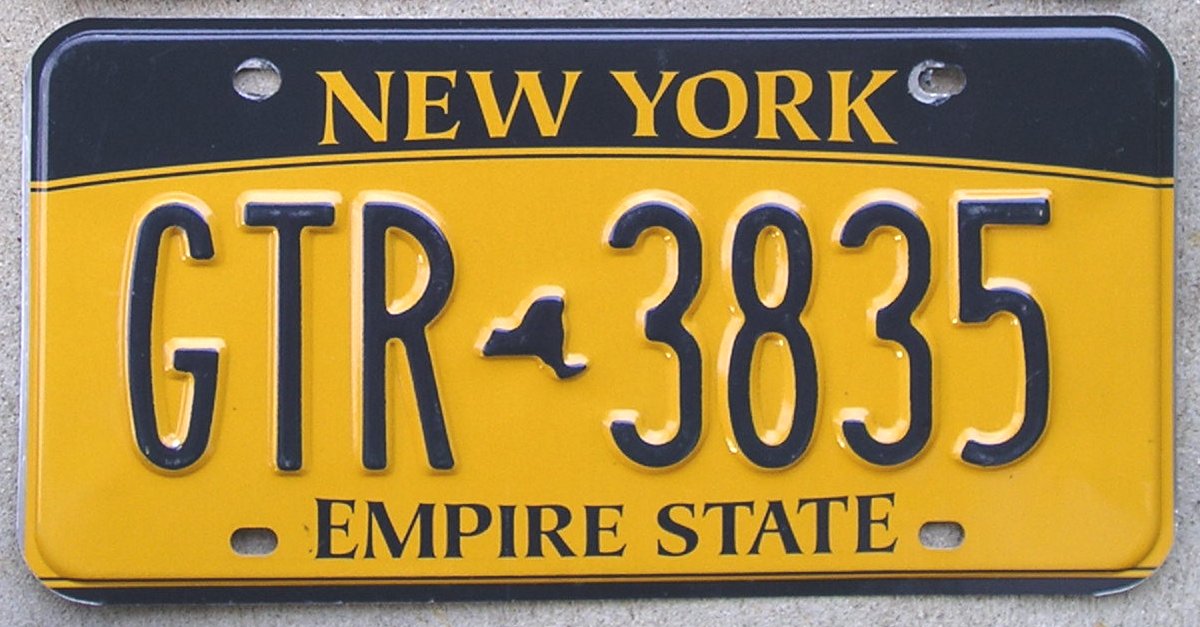 NEW YORK
GTR 3835
EMPIRE STATE